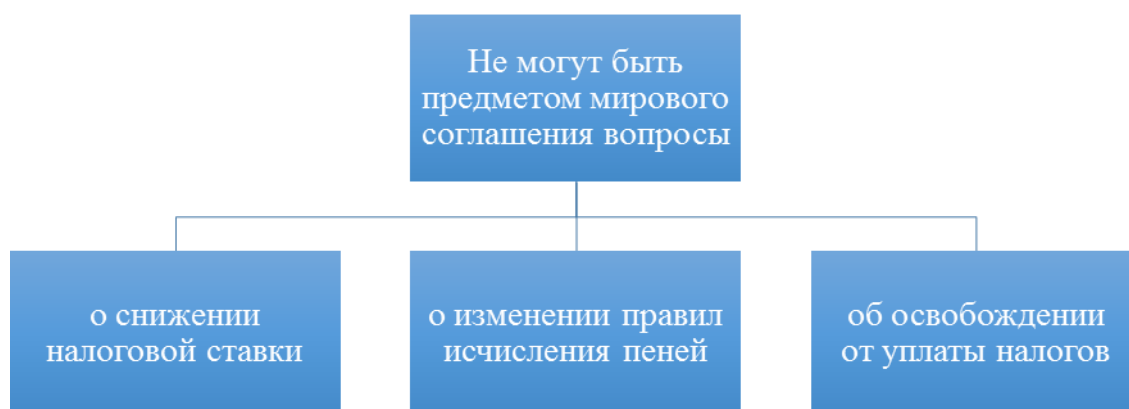 Не могут быть
предметом мирового
соглашения вопросы
о снижении
налоговой ставки
о изменении правил
исчисления пеней
об освобождении
от уплаты налогов